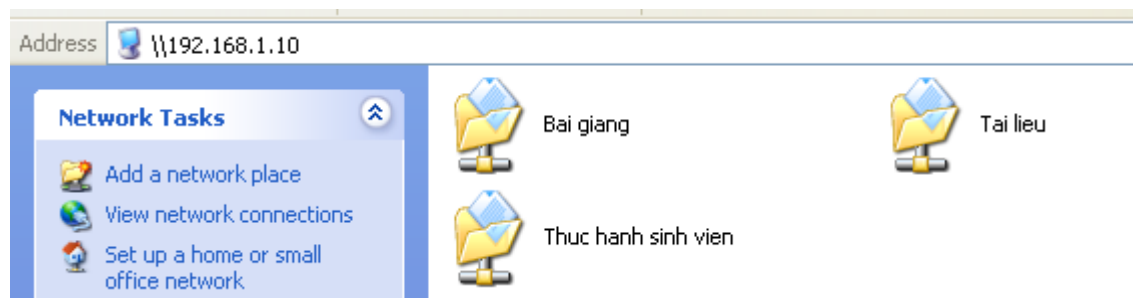 Address \\192.168.1.10
Network Tasks
Add a network place
View network connections
Set up a home or small
office network
Bai giang
Tai lieu
Thuc hanh sinh vien